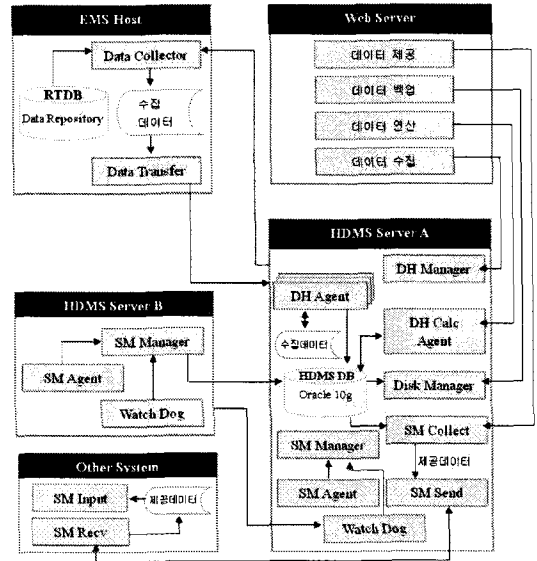 EMS Host
Data Collector
RTDB
Data Repository
수집
데이터
Data Transfer
Web Server
데이터 제공
데이터 백업
데이터 연산
데이터 수집
HDMS Server A
DH Manager
DH Agent
수집데이터
DH Calc
Agent
HDMS DB
Oracle 10g
Disk Manager
SM Collect
SM Manager
제공데이터
SM Agent
SM Send
Watch Dog
HDMS Server B
SM Manager
SM Agent
Watch Dog
Other System
SM Input
제공데이터
SM Recv